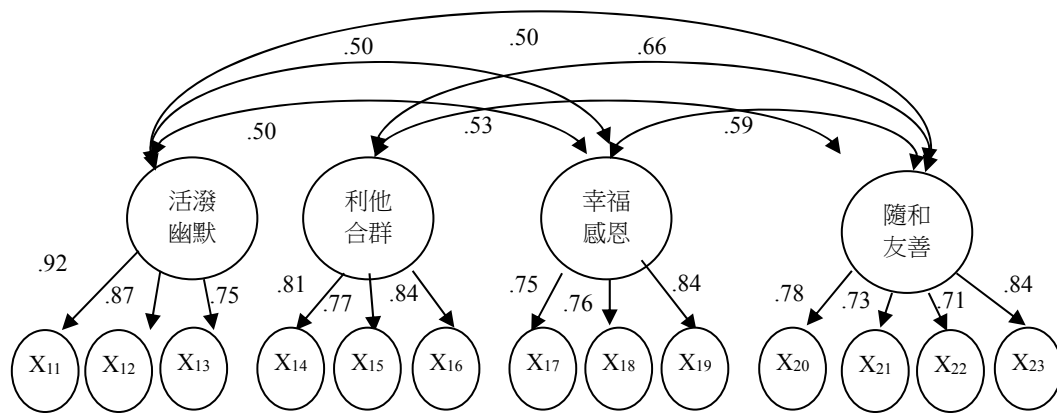 .50
.50
.66
.50
.53
.59
活潑
幽默
利他
合群
幸福
感恩
隨和
友善
.92
.87
.75
.81
.77
.84
.75
.76
.84
.78
.73
.71
.84
X11
X12
X13
X14
X15
X16
X17
X18
X19
X20
X21
X22
X23